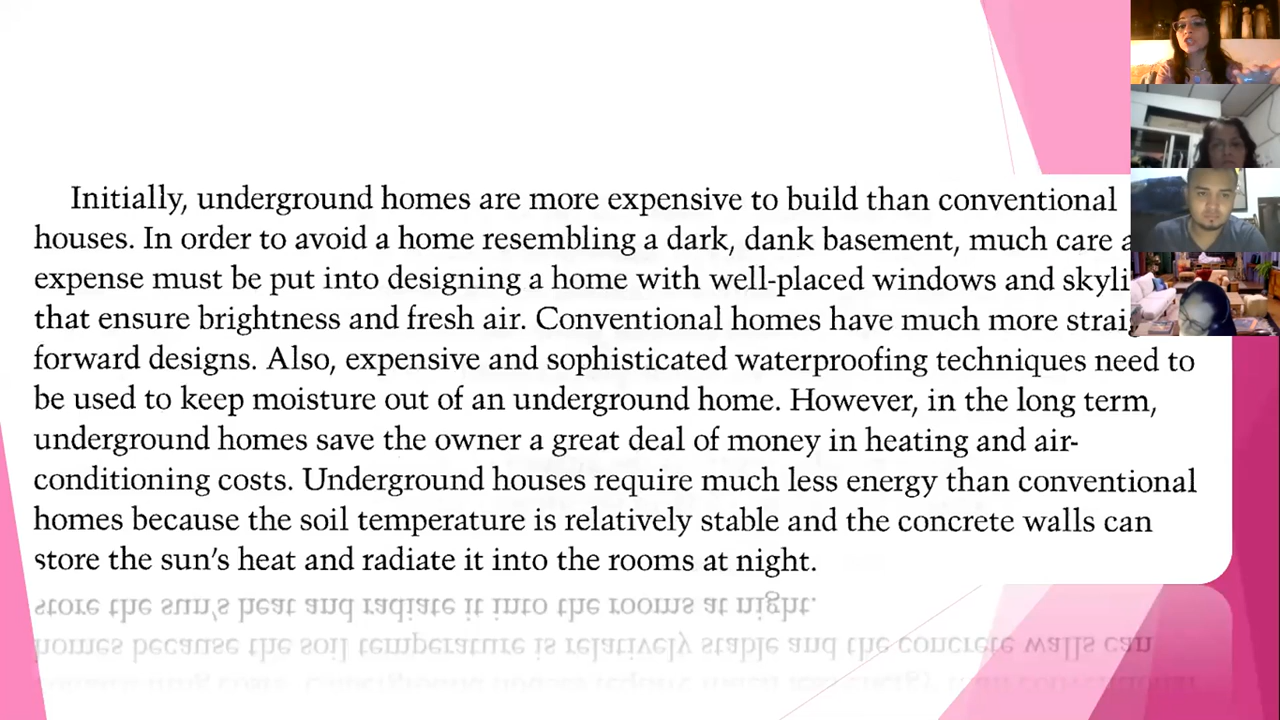 Initially, underground homes are more expensive to build than conventional
houses. In order to avoid a home resembling a dark, dank basement, much care
expense must be put into designing a home with well-placed windows and
that ensure brightness and fresh air. Conventional homes have much more
forward designs. Also, expensive and sophisticated waterproofing techniques need to
be used to keep moisture out of an underground home. However, in the long term,
underground homes save the owner a great deal of money in heating and air-
conditioning costs. Underground houses require much less energy than conventional
homes because the soil temperature is relatively stable and the concrete walls can
store the sun's heat and radiate it into the rooms at night.